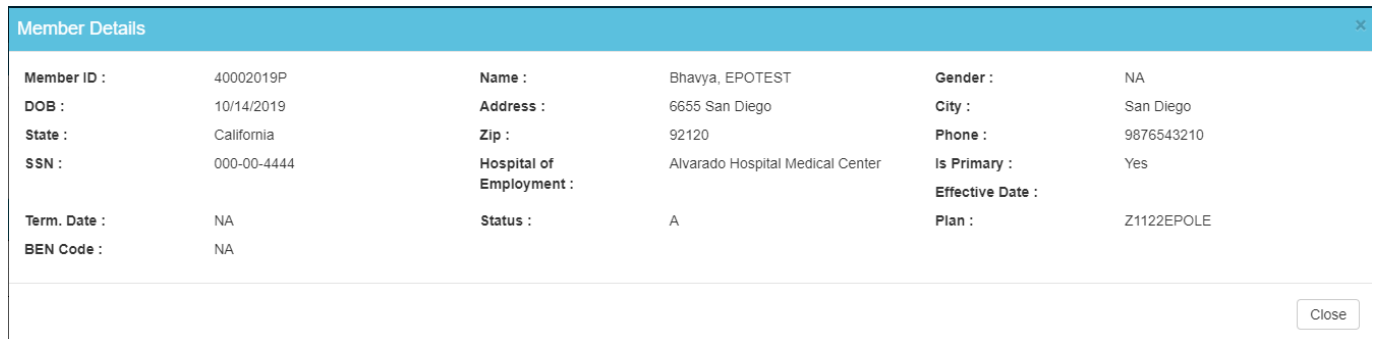 Member Details ×
Member ID : 40002019P Name : Bhavya, EPOTEST Gender : NA
DOB : 10/14/2019 Address : 6655 San Diego City : San Diego
State : California Zip : 92120 Phone : 9876543210
SSN : 000-00-4444 Hospital of Employment : Alvarado Hospital Medical Center Is Primary : Yes
Effective Date :
Term. Date : NA Status : A Plan : Z1122EPOLE
BEN Code : NA
Close